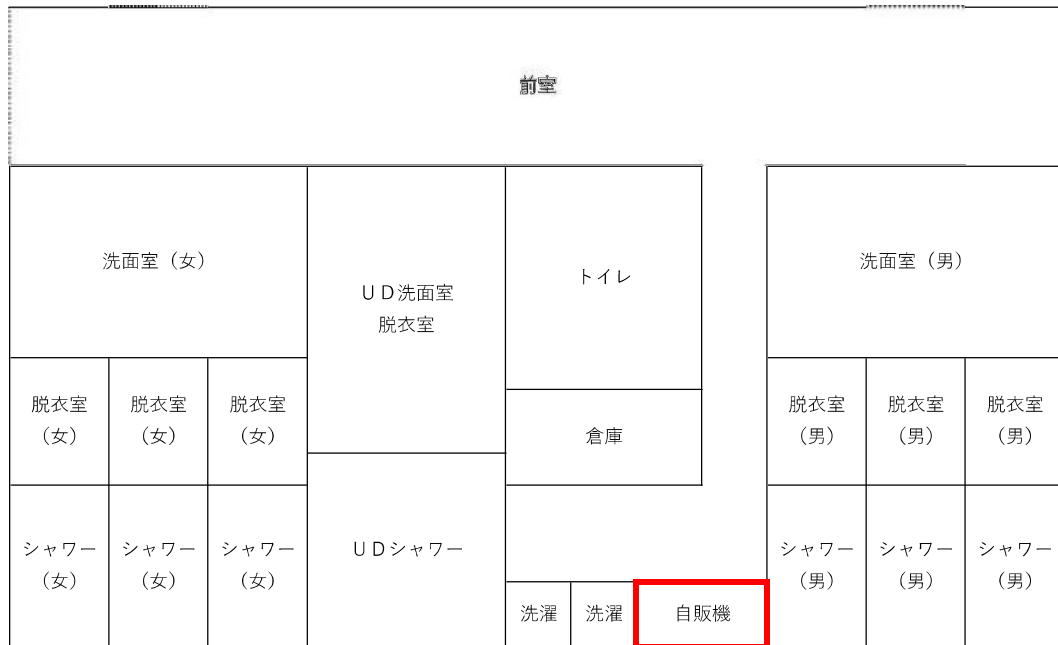 前室
洗面室（女）
ＵＤ洗面室
脱衣室
トイレ
洗面室（男）
脱衣室
（女）
脱衣室
（女）
脱衣室
（女）
倉庫
脱衣室
（男）
脱衣室
（男）
脱衣室
（男）
シャワー
（女）
シャワー
（女）
シャワー
（女）
ＵＤシャワー
シャワー
（男）
シャワー
（男）
シャワー
（男）
洗濯
洗濯
自販機